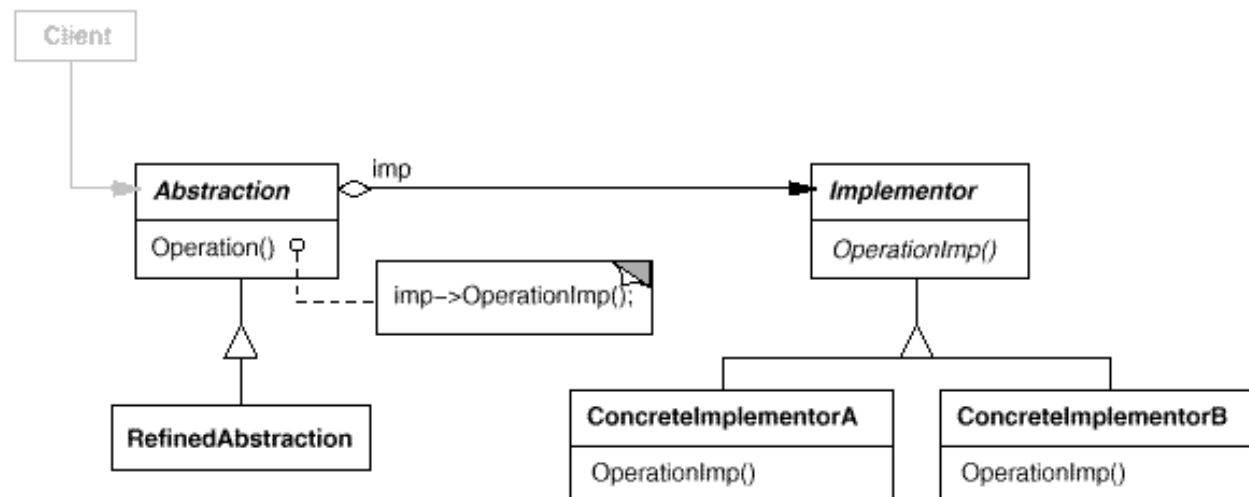 Client
imp
Abstraction
Implementor
Operation()
OperationImp()
imp->OperationImp();
RefinedAbstraction
ConcreteImplementorA
ConcreteImplementorB
OperationImp()
OperationImp()